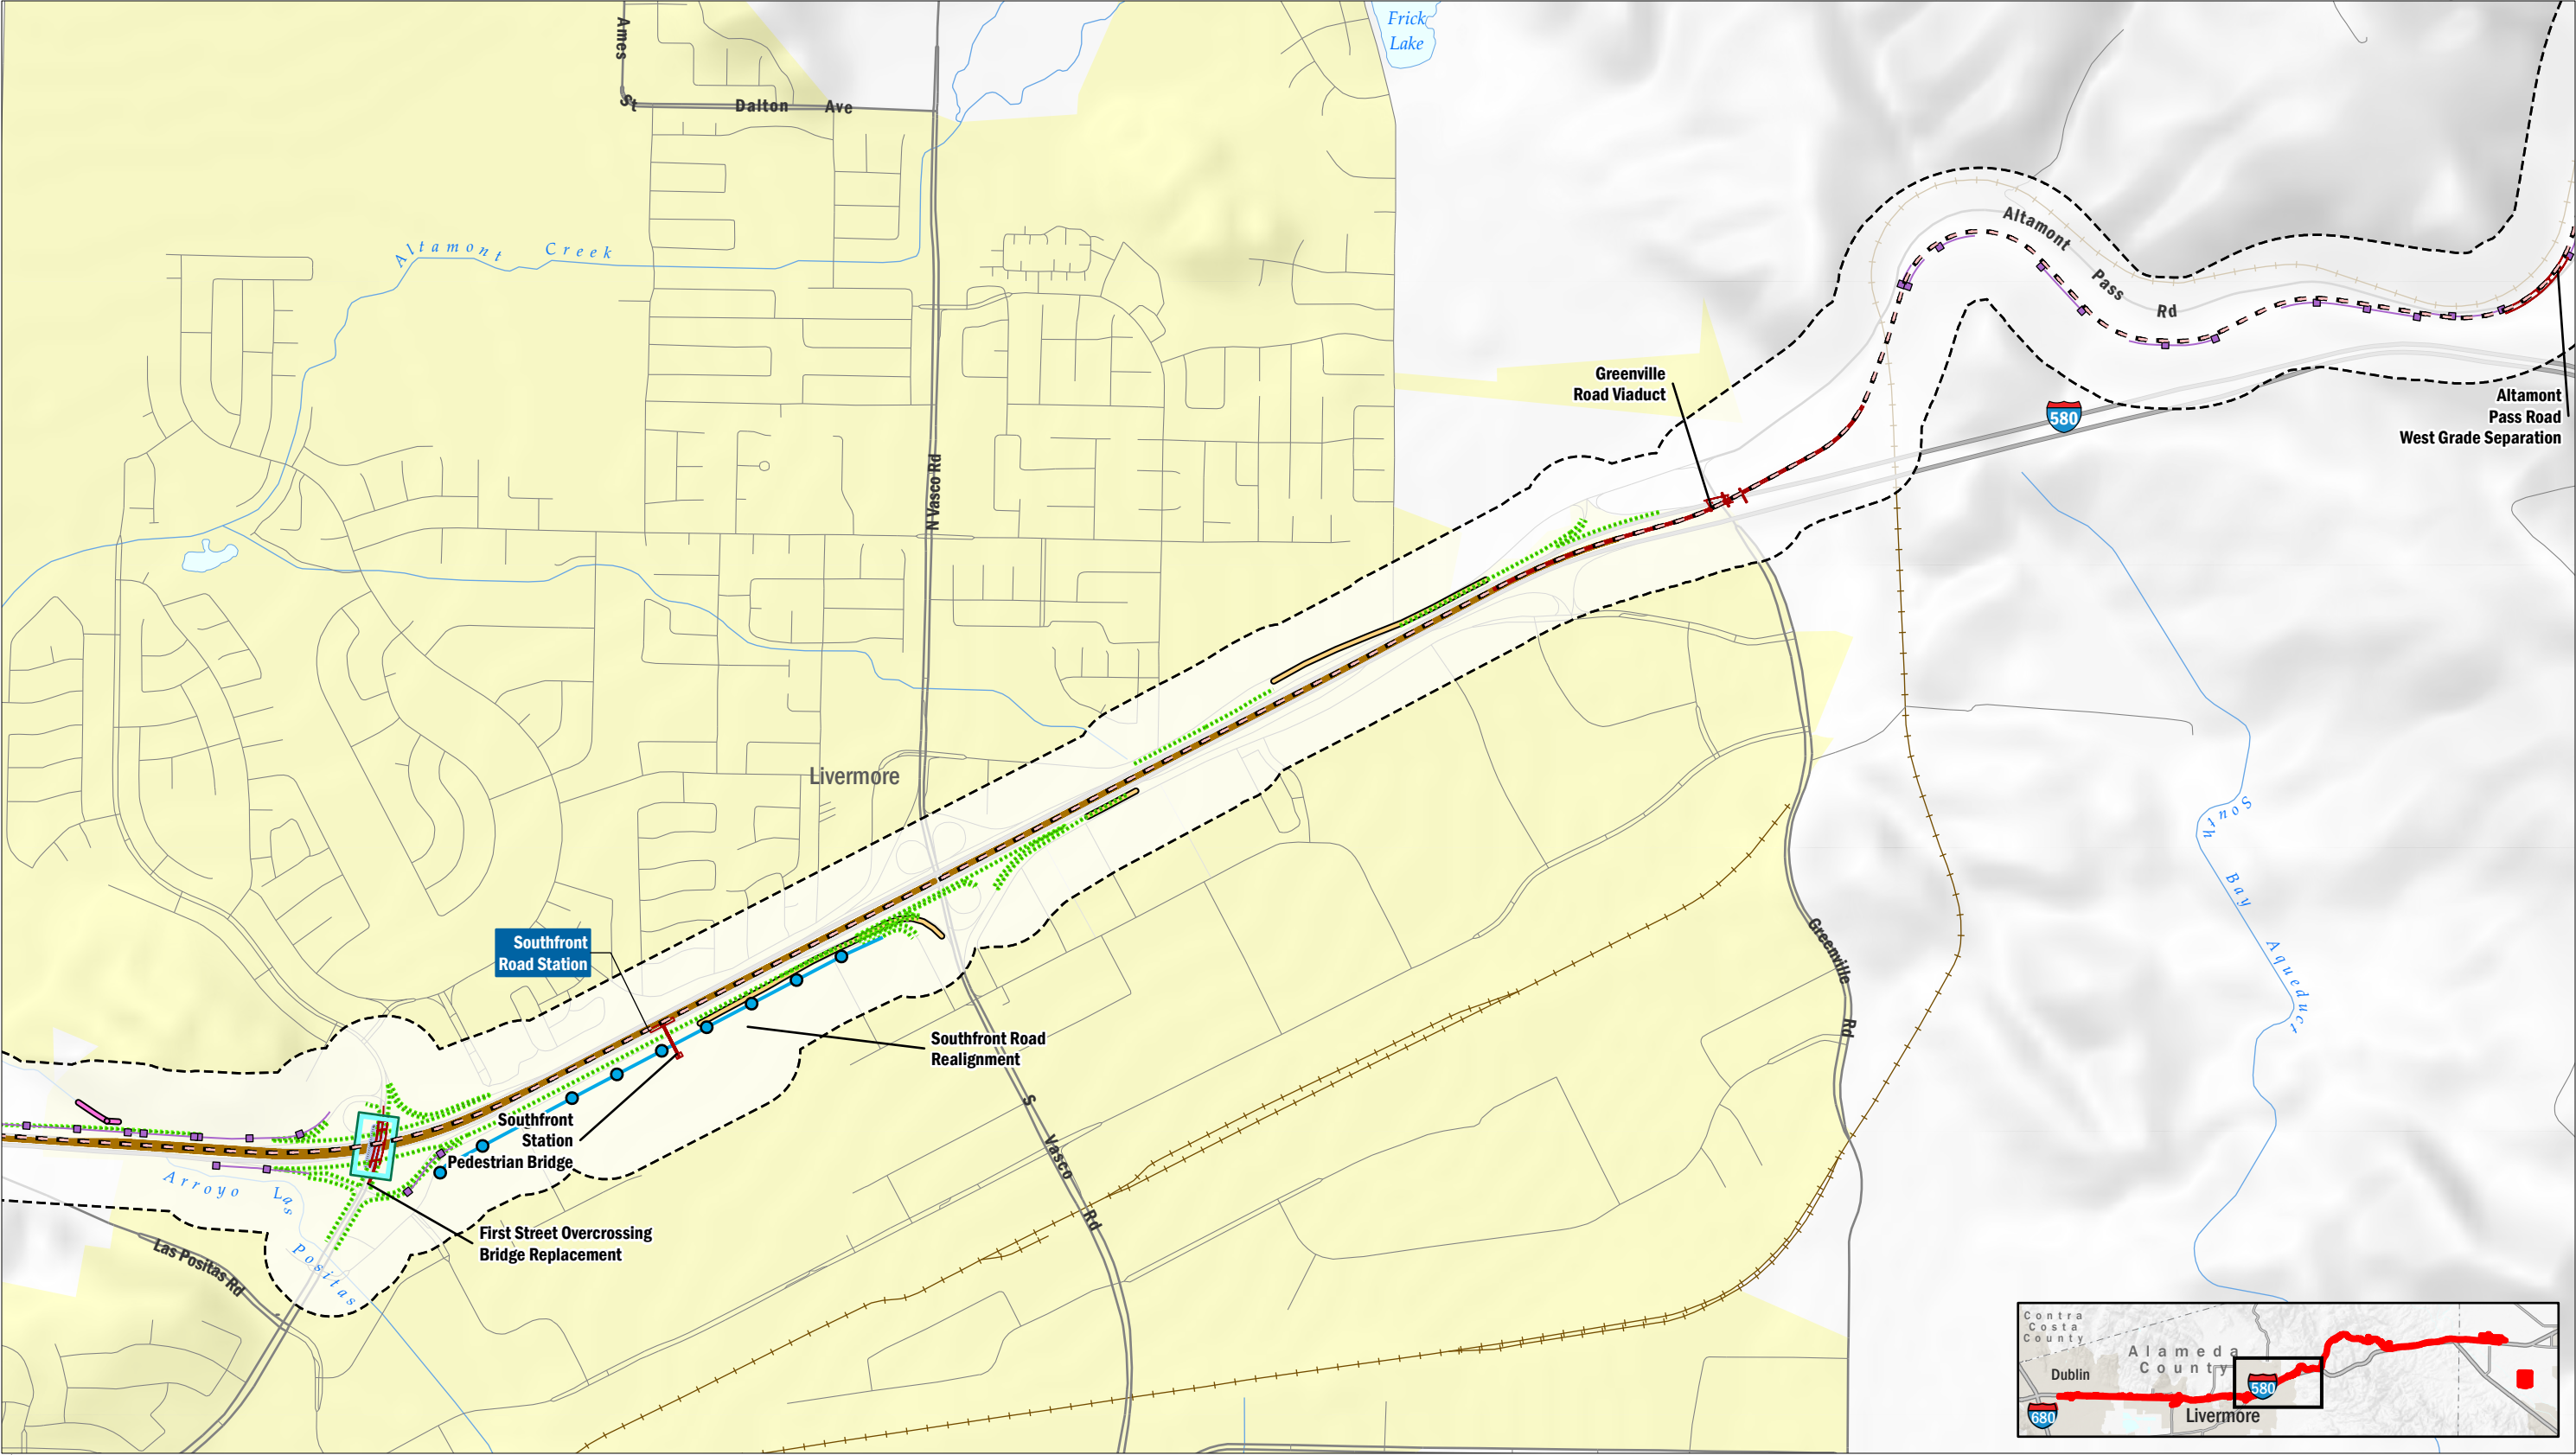 Frick
Lake
Ames
St
Dalton Ave
Altamont Creek
N Vasco Rd
Altamont
Pass
Rd
Greenville
Road Viaduct
580
Altamont
Pass Road
West Grade Separation
Livermore
South
Bay
Aqueduct
Southfront
Road Station
Greenville
Rd
Southfront Road
Realignment
Southfront
Station
Pedestrian Bridge
S
Vasco
Rd
Arroyo
Las
Positas
First Street Overcrossing
Bridge Replacement
Las Positas Rd
Contra
Costa
County
Alameda
County
Dublin
580
680
Livermore